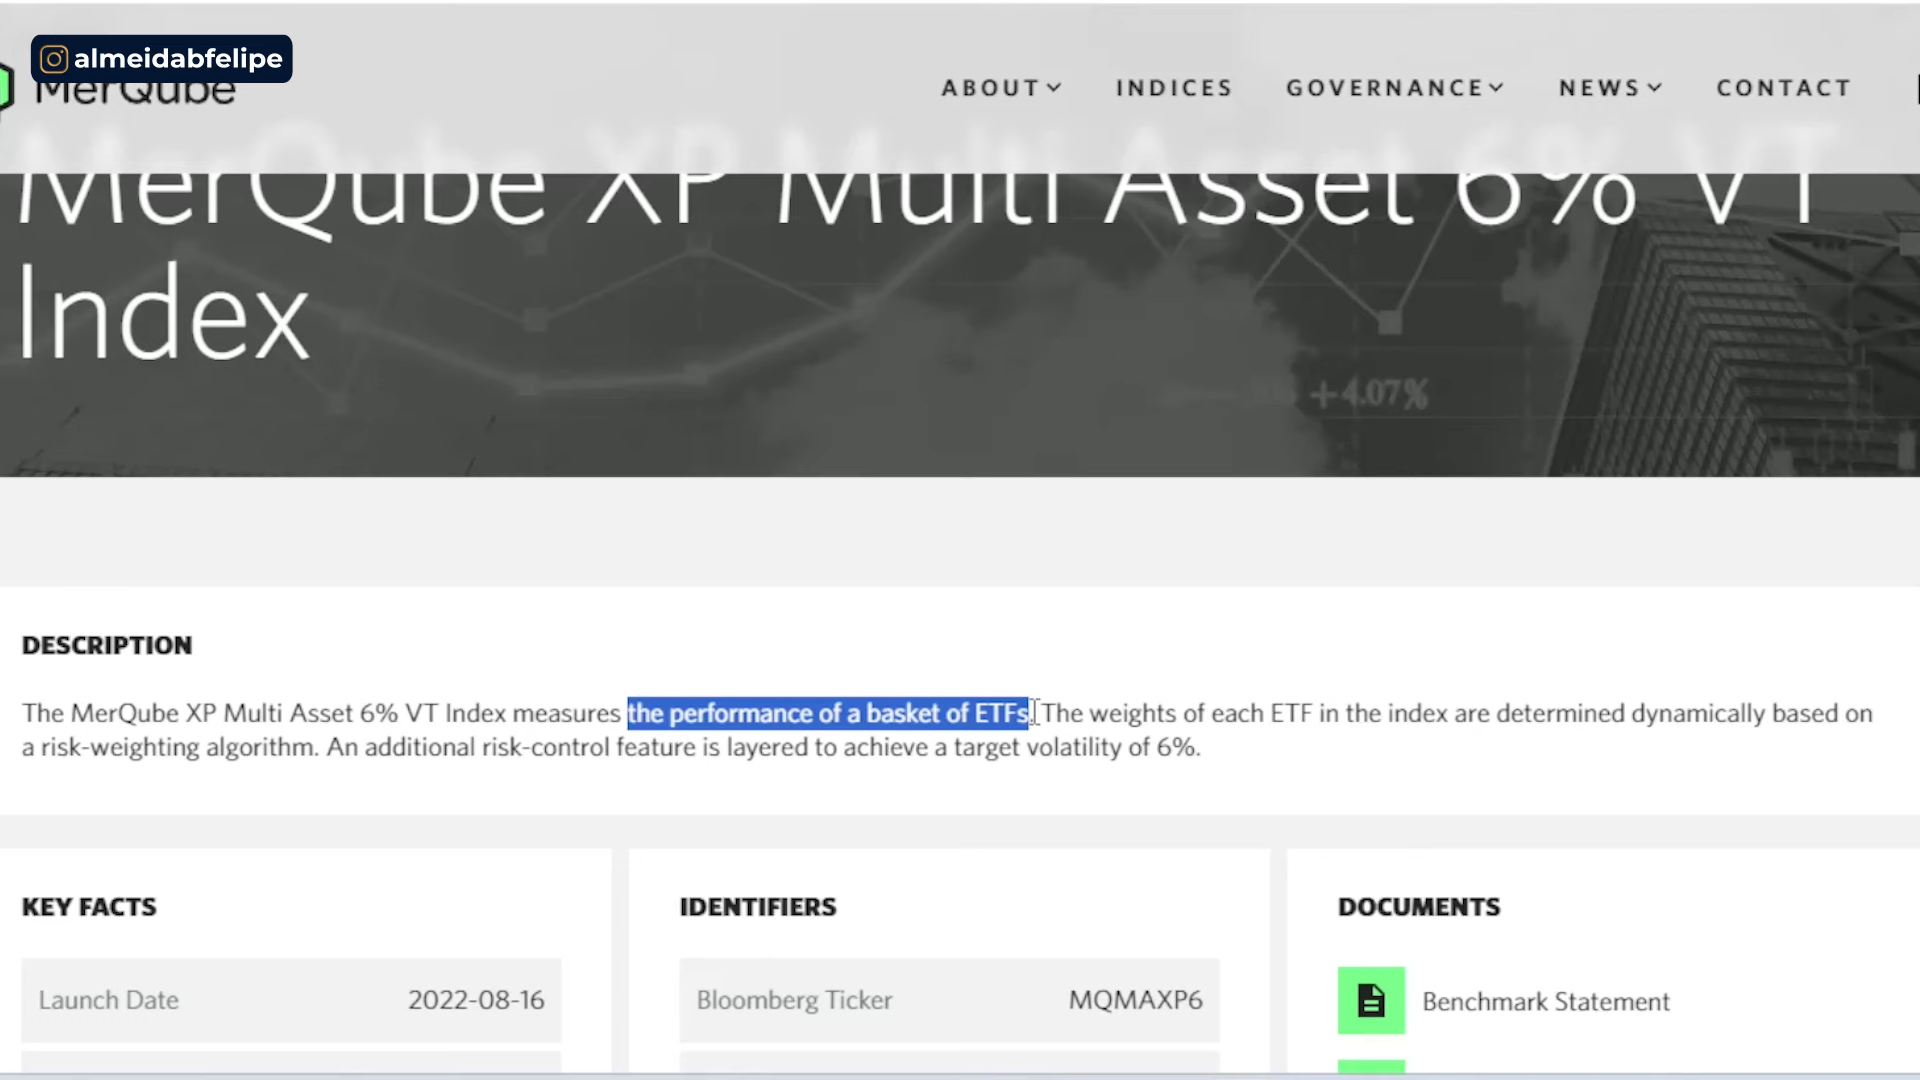 almeidabfelipe
MerQube
ABOUT
INDICES
GOVERNANCE
NEWS
CONTACT
MerQube XP Multi Asset 6% VT
Index
+4.07%
DESCRIPTION
The MerQube XP Multi Asset 6% VT Index measures the performance of a basket of ETFs. The weights of each ETF in the index are determined dynamically based on
a risk-weighting algorithm. An additional risk-control feature is layered to achieve a target volatility of 6%.
KEY FACTS
Launch Date 2022-08-16
IDENTIFIERS
Bloomberg Ticker MQMAXP6
DOCUMENTS
Benchmark Statement